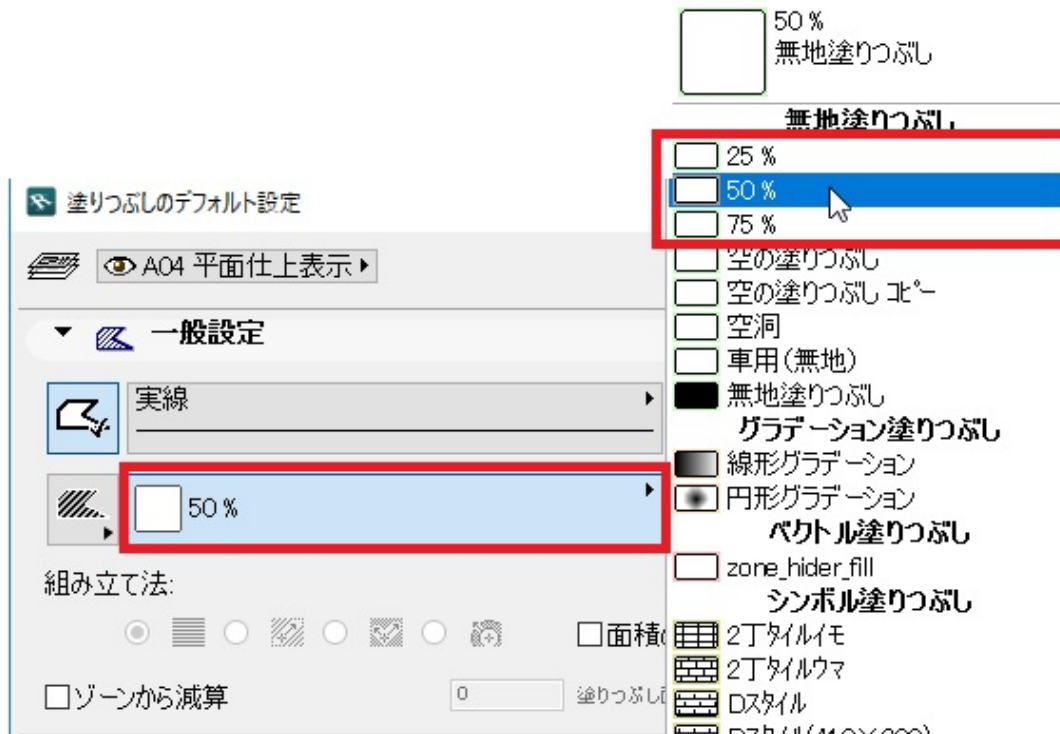 50 %
無地塗りつぶし
無地塗りつぶし
25 %
50 %
75 %
空の塗りつぶし
空の塗りつぶし コピー
空洞
車用(無地)
無地塗りつぶし
グラデーション塗りつぶし
線形グラデーション
円形グラデーション
ベクトル塗りつぶし
zone_hider_fill
シンボル塗りつぶし
2丁タイルイモ
2丁タイルウマ
Dスタイル
塗りつぶしのデフォルト設定
A04 平面仕上表示
一般設定
実線
50 %
組み立て法:
面積
ゾーンから減算
0
塗りつぶし